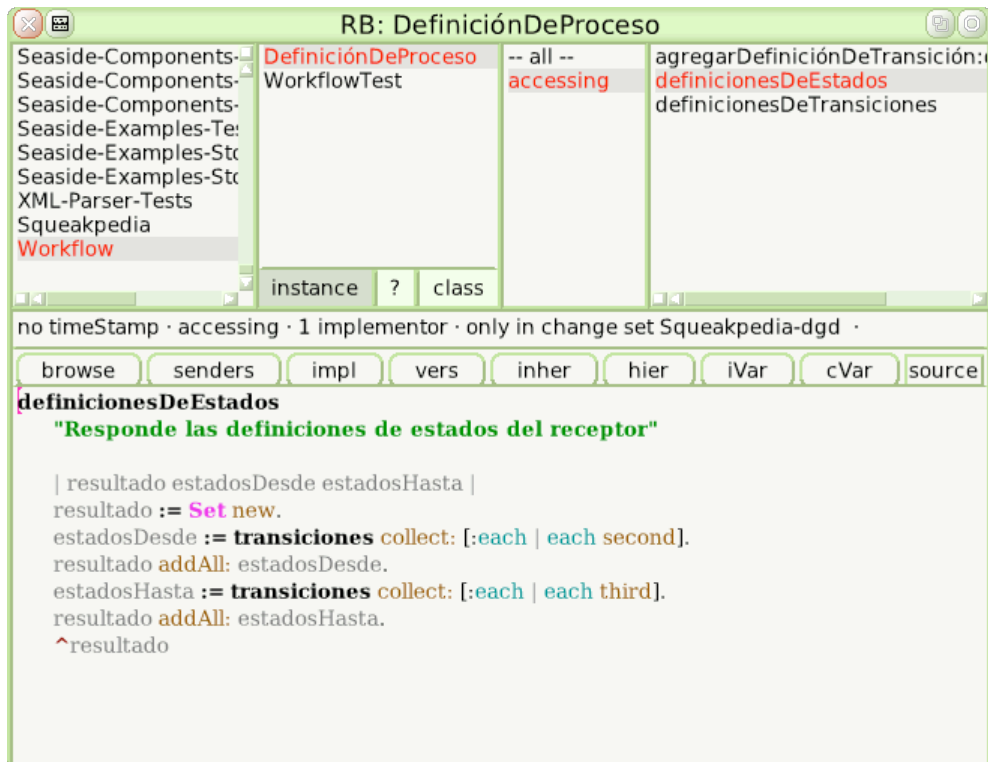 RB: DefiniciónDeProceso
Seaside-Components-
Seaside-Components-
Seaside-Components-
Seaside-Examples-Tes
Seaside-Examples-Sto
Seaside-Examples-Sto
XML-Parser-Tests
Squeakpedia
Workflow
DefiniciónDeProceso
WorkflowTest
instance ? class
-- all --
accessing
agregarDefiniciónDeTransición:
definicionesDeEstados
definicionesDeTransiciones
no timeStamp · accessing · 1 implementor · only in change set Squeakpedia-dgd ·
browse senders impl vers inher hier iVar cVar source
definicionesDeEstados
"Responde las definiciones de estados del receptor"
| resultado estadosDesde estadosHasta |
resultado := Set new.
estadosDesde := transiciones collect: [:each | each second].
resultado addAll: estadosDesde.
estadosHasta := transiciones collect: [:each | each third].
resultado addAll: estadosHasta.
^resultado